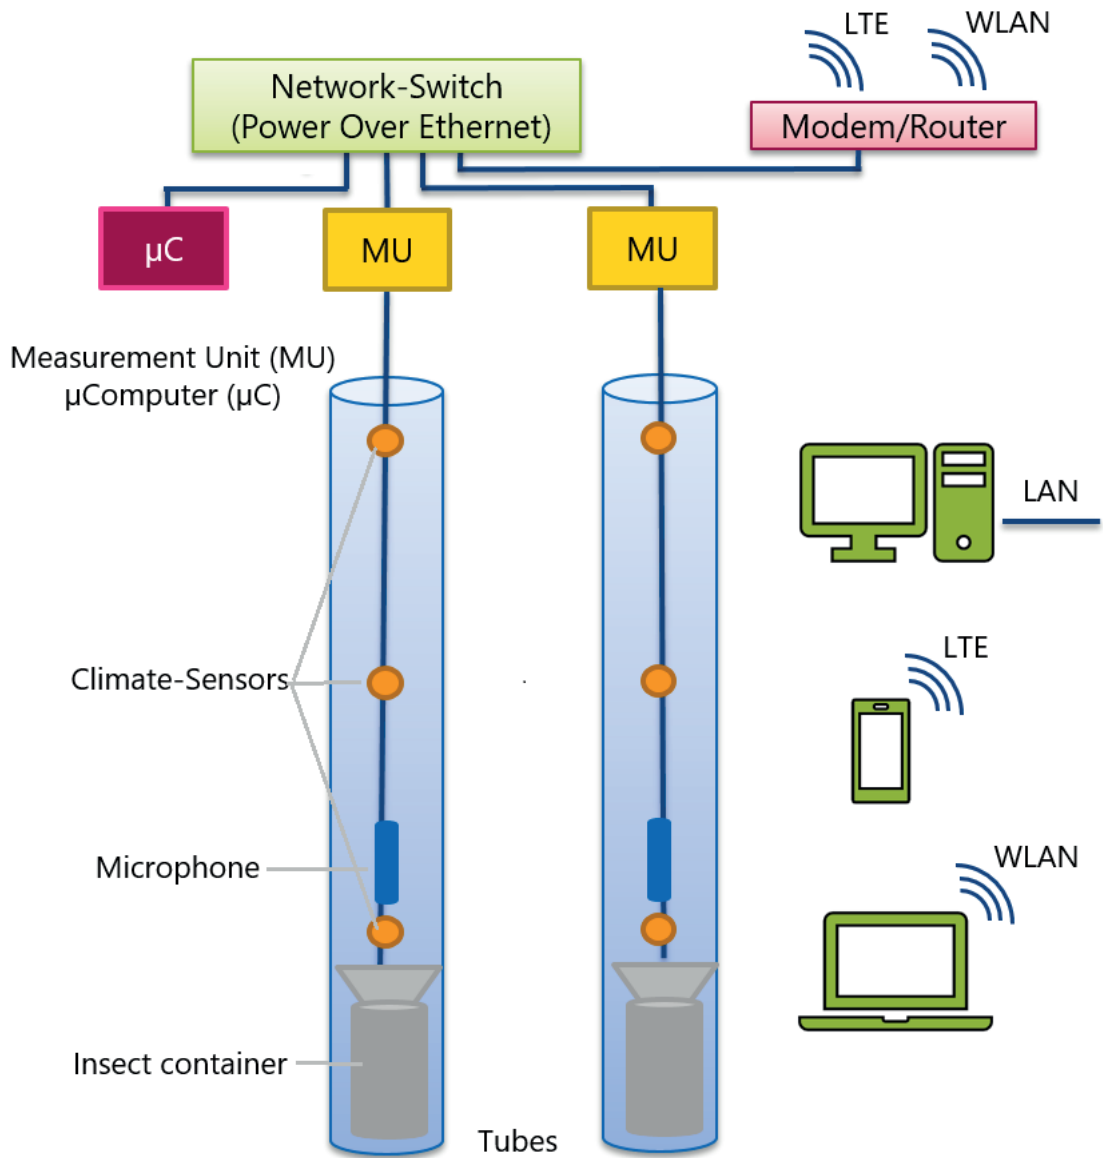 LTE
WLAN
Network-Switch
(Power Over Ethernet)
Modem/Router
µC
MU
MU
Measurement Unit (MU)
µComputer (µC)
LAN
LTE
Climate-Sensors
Microphone
WLAN
Insect container
Tubes